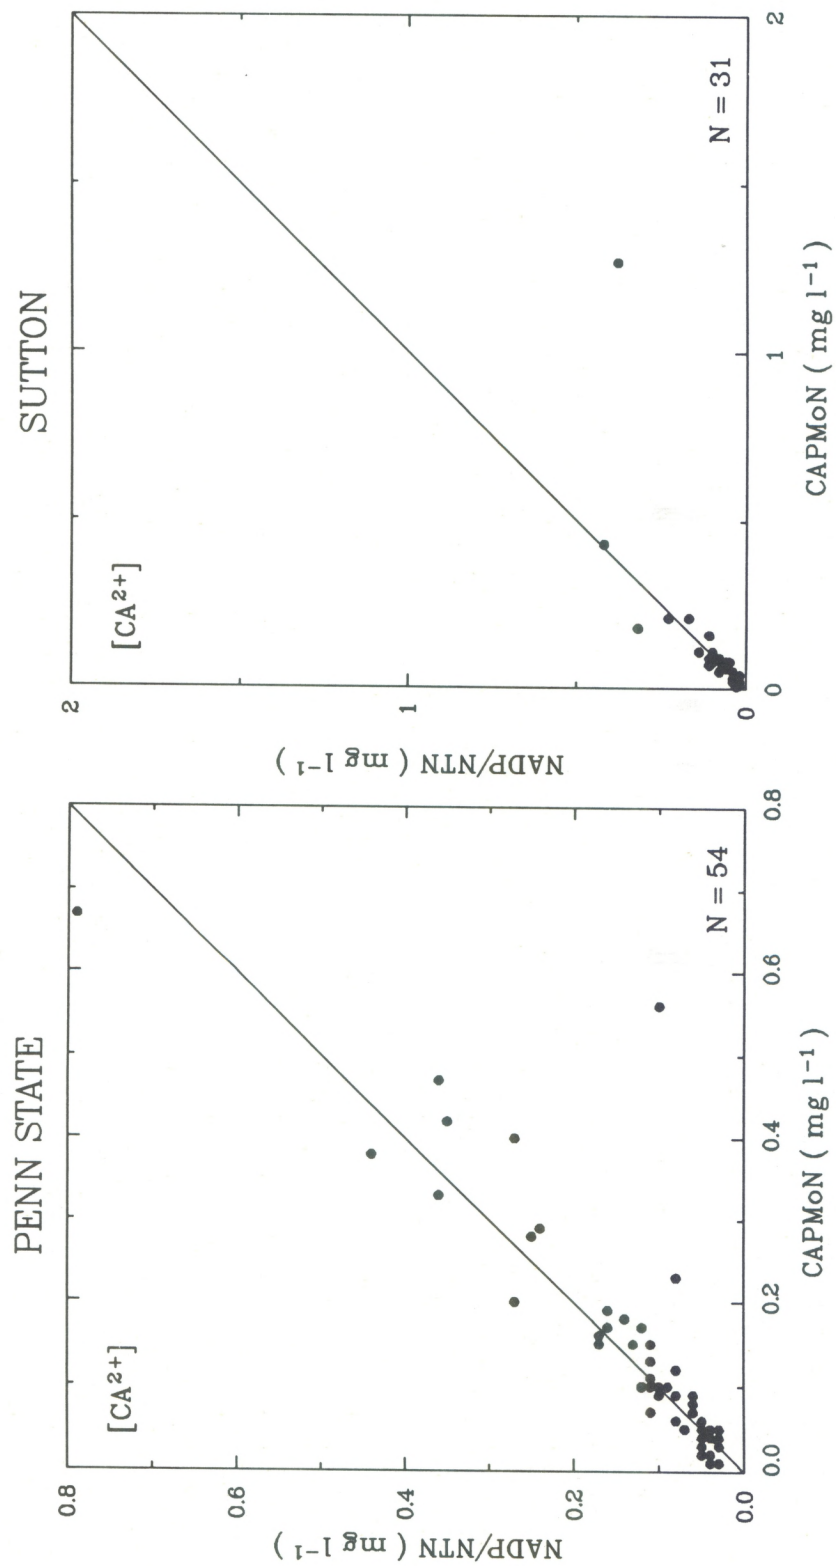 PENN STATE
[CA²⁺]
NADP/NTN ( mg l⁻¹ )
0.8
0.6
0.4
0.2
0.0
0.0
0.2
0.4
0.6
0.8
N = 54
CAPMoN ( mg l⁻¹ )
SUTTON
[CA²⁺]
NADP/NTN ( mg l⁻¹ )
2
1
0
0
1
2
N = 31
CAPMoN ( mg l⁻¹ )